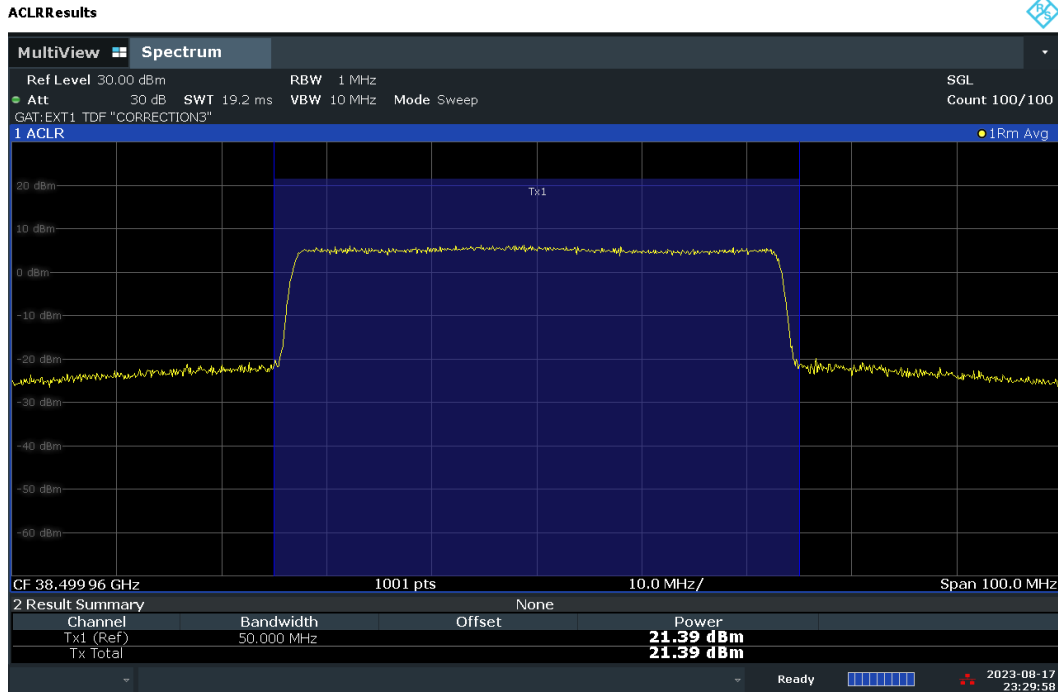 ACLRResults
R&S
MultiView Spectrum
Ref Level 30.00 dBm RBW 1 MHz SGL
Att 30 dB SWT 19.2 ms VBW 10 MHz Mode Sweep Count 100/100
GAT:EXT1 TDF "CORRECTION3"
1 ACLR 1Rm Avg
Tx1
20 dBm
10 dBm
0 dBm
-10 dBm
-20 dBm
-30 dBm
-40 dBm
-50 dBm
-60 dBm
CF 38.49996 GHz 1001 pts 10.0 MHz/ Span 100.0 MHz
2 Result Summary None
Channel Bandwidth Offset Power
Tx1 (Ref) 50.000 MHz 21.39 dBm
Tx Total 21.39 dBm
Ready 2023-08-17
23:29:58